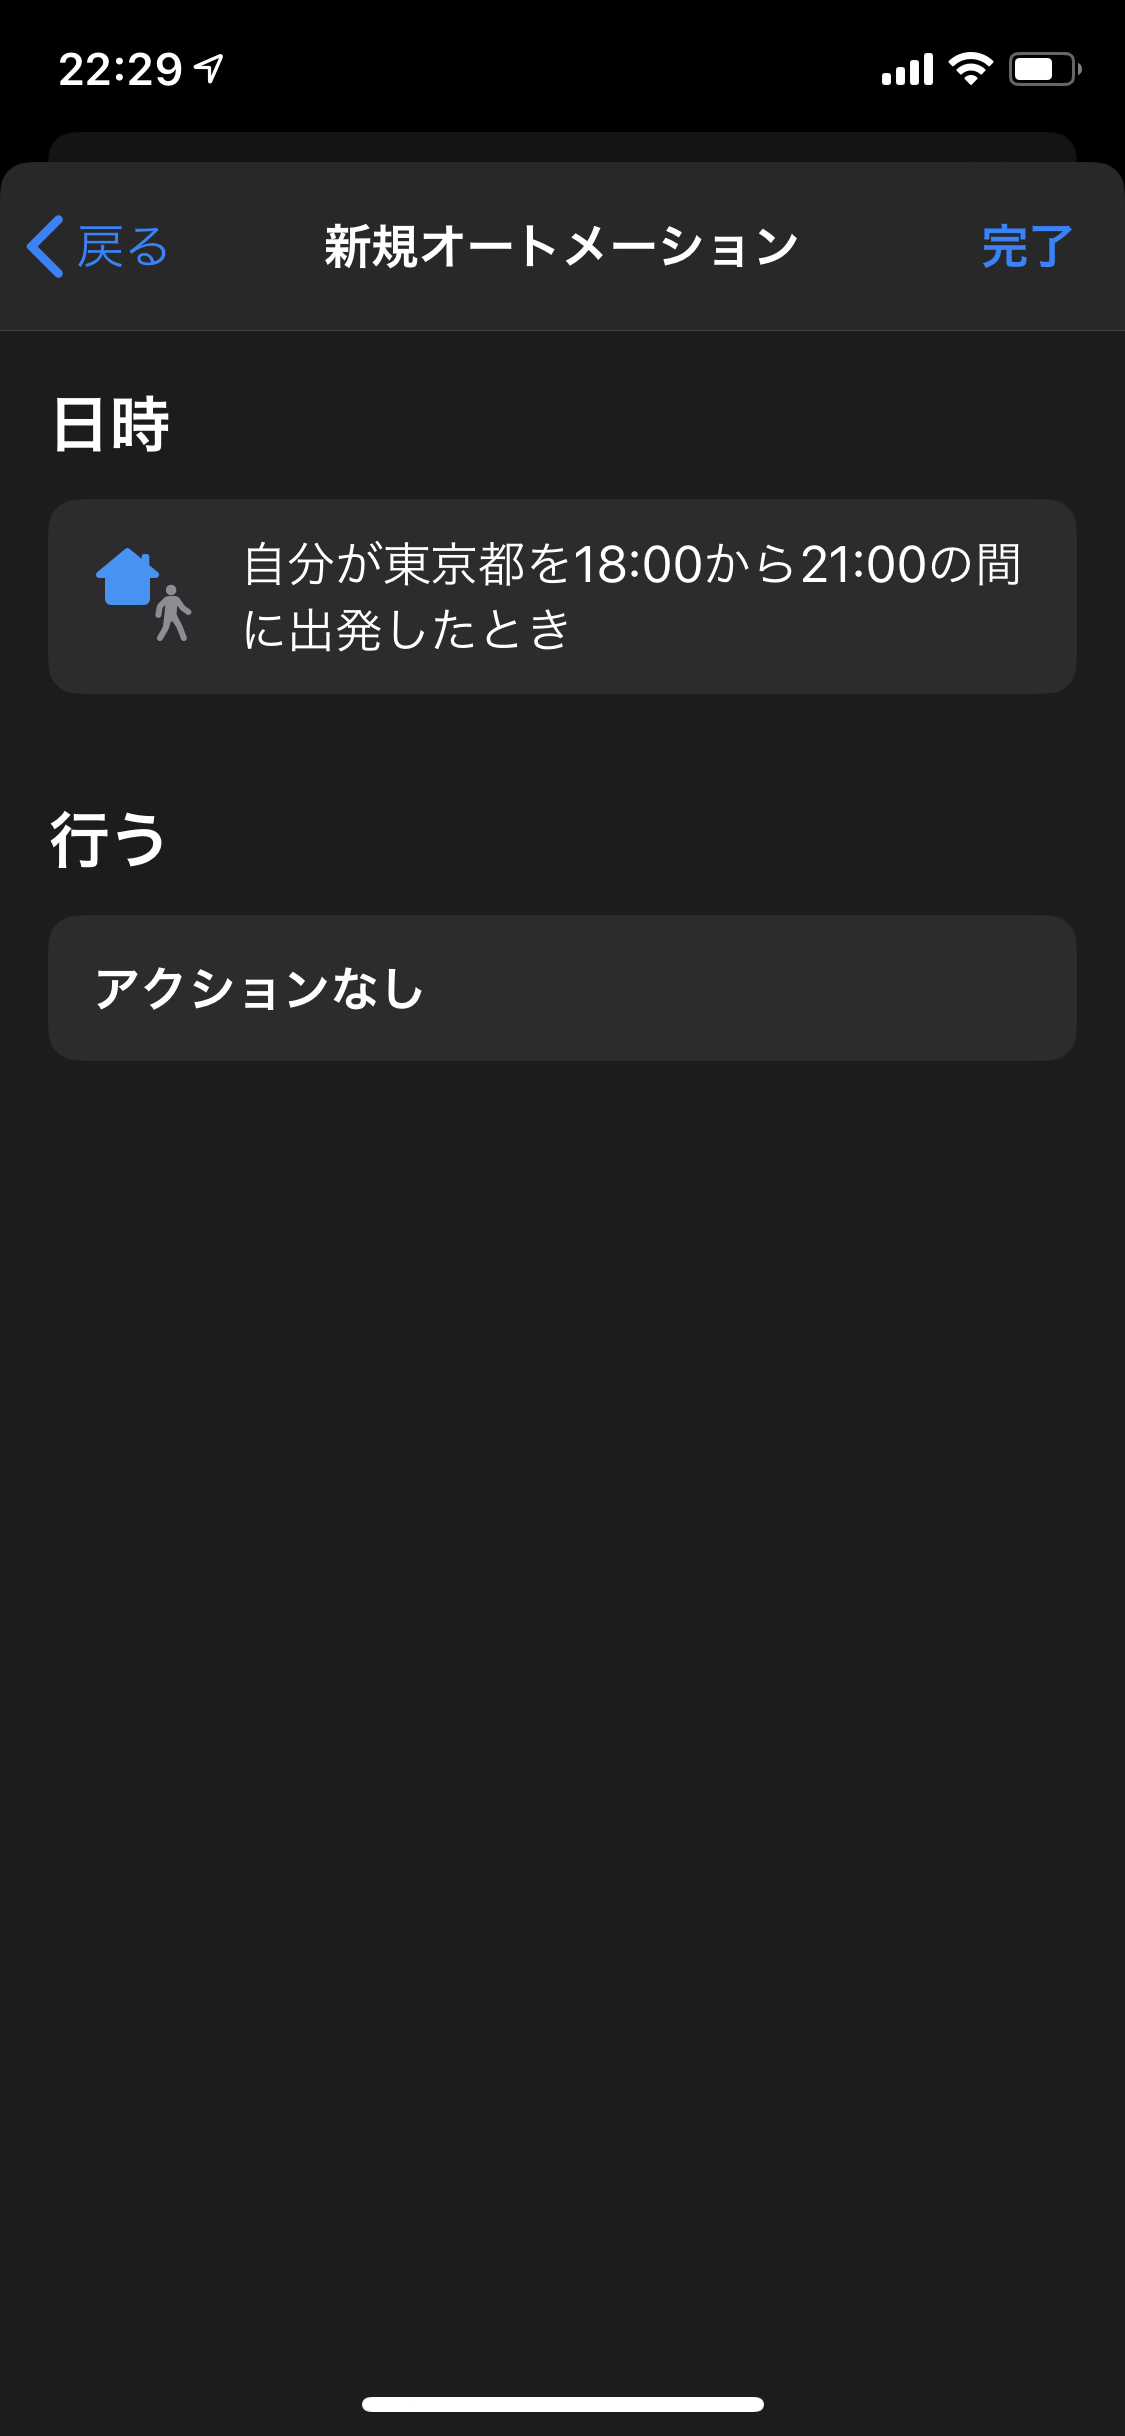 22:29
戻る 新規オートメーション 完了
日時
自分が東京都を18:00から21:00の間
に出発したとき
行う
アクションなし